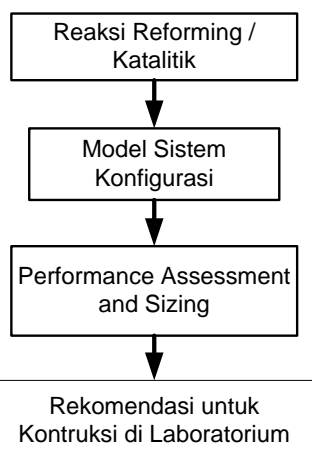 Reaksi Reforming /
Katalitik
Model Sistem
Konfigurasi
Performance Assessment
and Sizing
Rekomendasi untuk
Kontruksi di Laboratorium